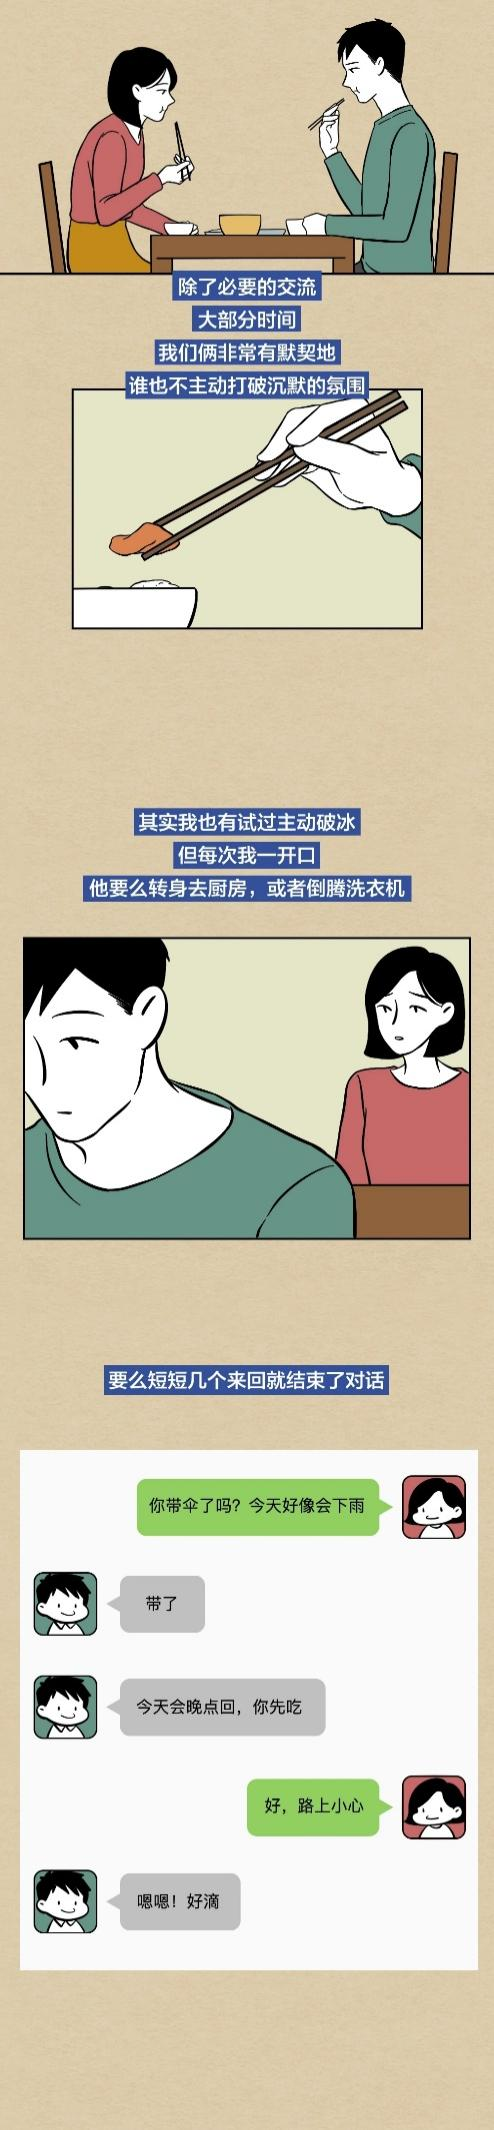 除了必要的交流
大部分时间
我们俩非常有默契地
谁也不主动打破沉默的氛围
其实我也有试过主动破冰
但每次我一开口
他要么转身去厨房，或者倒腾洗衣机
要么短短几个来回就结束了对话
你带伞了吗？今天好像会下雨
带了
今天会晚点回，你先吃
好，路上小心
嗯嗯！好滴